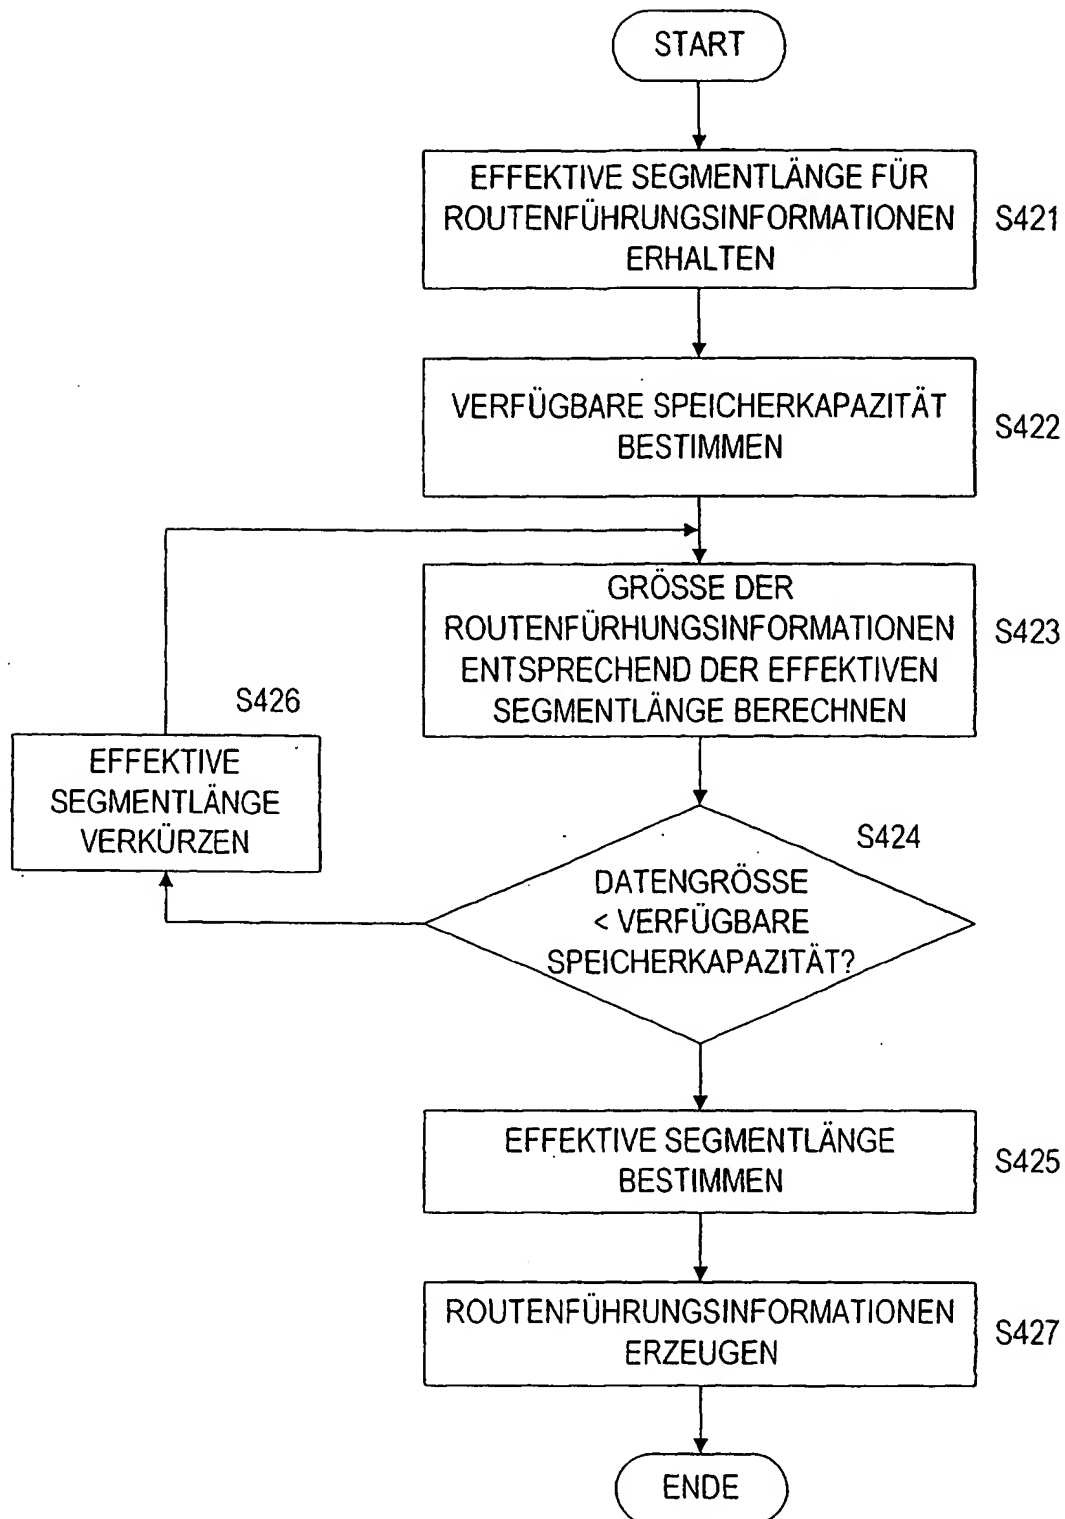 START
EFFEKTIVE SEGMENTLÄNGE FÜR
ROUTENFÜHRUNGSINFORMATIONEN
ERHALTEN
S421
VERFÜGBARE SPEICHERKAPAZITÄT
BESTIMMEN
S422
GRÖSSE DER
ROUTENFÜRHUNGSINFORMATIONEN
ENTSPRECHEND DER EFFEKTIVEN
SEGMENTLÄNGE BERECHNEN
S423
S426
EFFEKTIVE
SEGMENTLÄNGE
VERKÜRZEN
S424
DATENGRÖSSE
< VERFÜGBARE
SPEICHERKAPAZITÄT?
EFFEKTIVE SEGMENTLÄNGE
BESTIMMEN
S425
ROUTENFÜHRUNGSINFORMATIONEN
ERZEUGEN
S427
ENDE